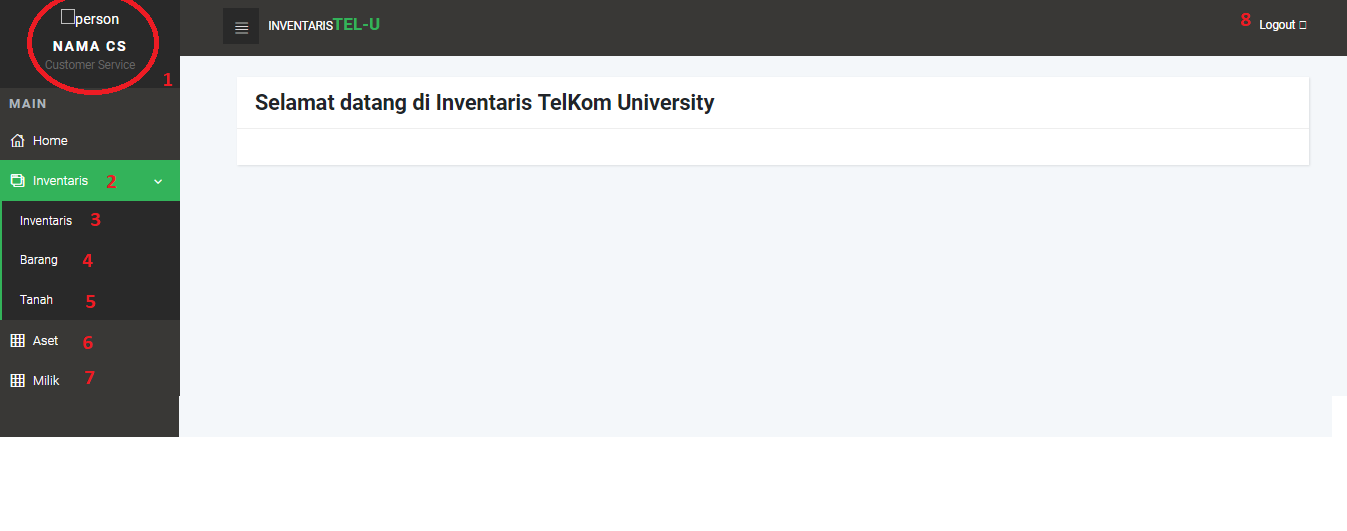 person
NAMA CS
Customer Service
1
MAIN
Home
Inventaris 2
Inventaris 3
Barang 4
Tanah 5
Aset 6
Milik 7
INVENTARISTEL-U
8 Logout
Selamat datang di Inventaris TelKom University